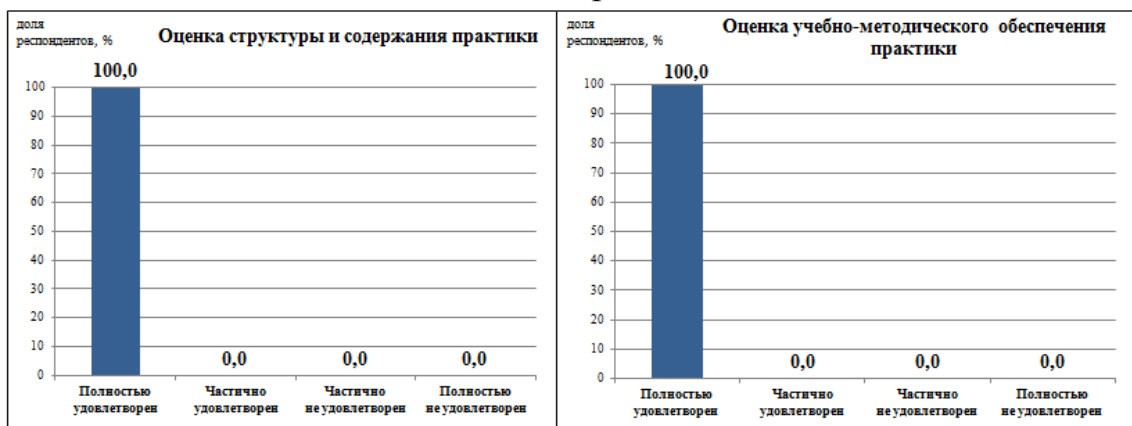 доля
респондентов, %
Оценка структуры и содержания практики
100,0
100
90
80
70
60
50
40
30
20
10
0
0,0
0,0
0,0
Полностью
удовлетворен
Частично
удовлетворен
Частично
не удовлетворен
Полностью
не удовлетворен
доля
респондентов, %
Оценка учебно-методического обеспечения
практики
100,0
100
90
80
70
60
50
40
30
20
10
0
0,0
0,0
0,0
Полностью
удовлетворен
Частично
удовлетворен
Частично
не удовлетворен
Полностью
не удовлетворен